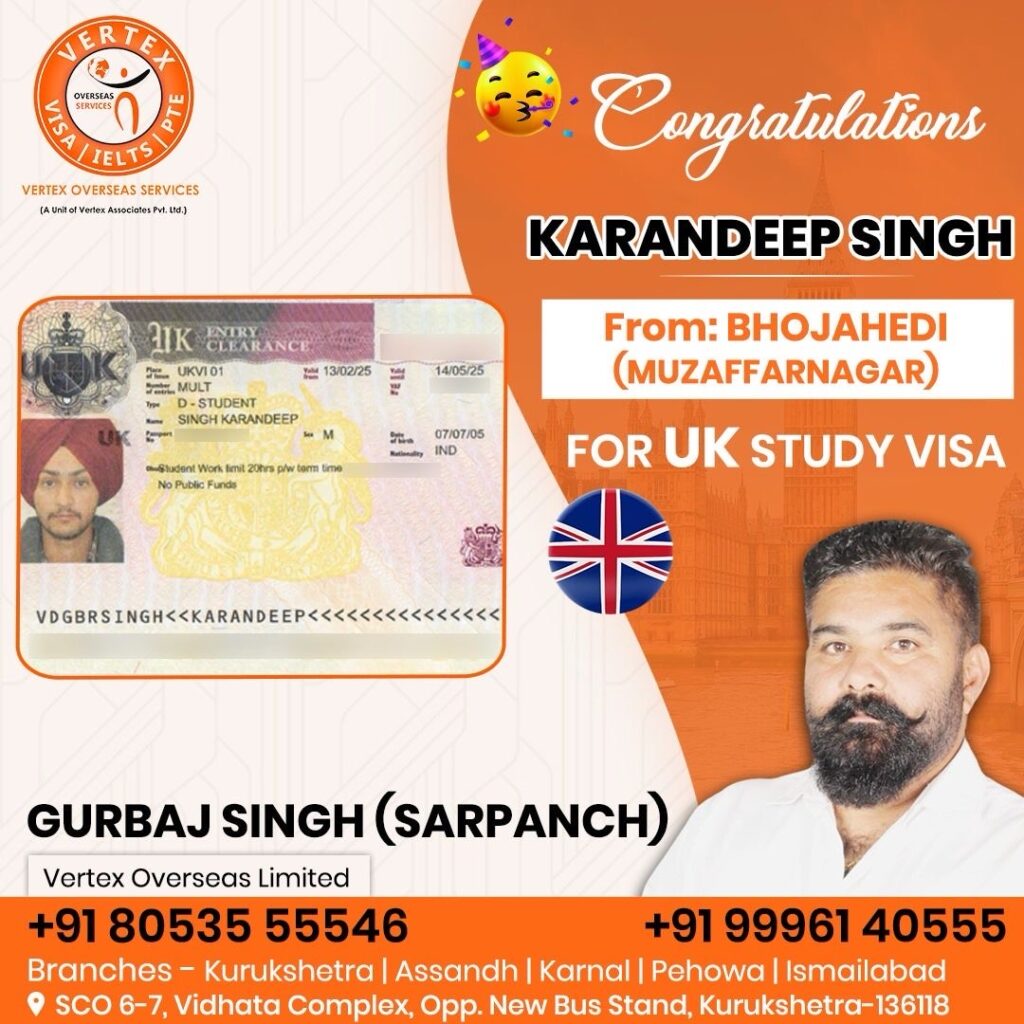 VERTEX
OVERSEAS
SERVICES
VISA | IELTS | PTE
VERTEX OVERSEAS SERVICES
(A Unit of Vertex Associates Pvt. Ltd.)
Congratulations
KARANDEEP SINGH
From: BHOJAHEDI
(MUZAFFARNAGAR)
FOR UK STUDY VISA
UK
UK ENTRY
CLEARANCE
Place of Issue UKVI 01 Valid from 13/02/25 Valid until 14/05/25
Number of entries MULT VAF No
Type D - STUDENT
Name SINGH KARANDEEP
UK
Passport No Sex M Date of birth 07/07/05
Nationality IND
Student Work limit 20hrs p/w term time
No Public Funds
VDGBRSINGH<<KARANDEEP<<<<<<<<<<<<<<<<<
GURBAJ SINGH (SARPANCH)
Vertex Overseas Limited
+91 80535 55546 +91 99961 40555
Branches - Kurukshetra | Assandh | Karnal | Pehowa | Ismailabad
SCO 6-7, Vidhata Complex, Opp. New Bus Stand, Kurukshetra-136118